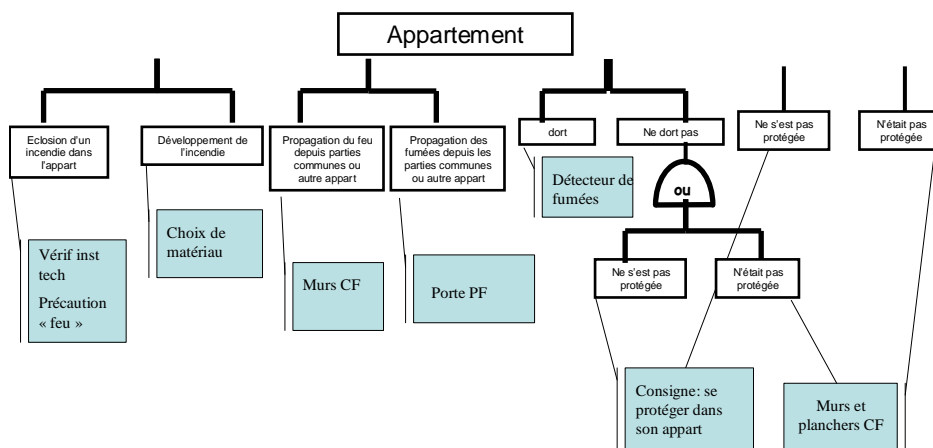 Appartement
Eclosion d'un
incendie dans
l'appart
Développement de
l'incendie
Propagation du feu
depuis parties
communes ou
autre appart
Propagation des
fumées depuis les
parties communes
ou autre appart
dort
Ne dort pas
Ne s'est pas
protégée
N'était pas
protégée
Détecteur de
fumées
ou
Vérif inst
tech
Précaution
« feu »
Choix de
matériau
Murs CF
Porte PF
Ne s'est pas
protégée
N'était pas
protégée
Consigne: se
protéger dans
son appart
Murs et
planchers CF